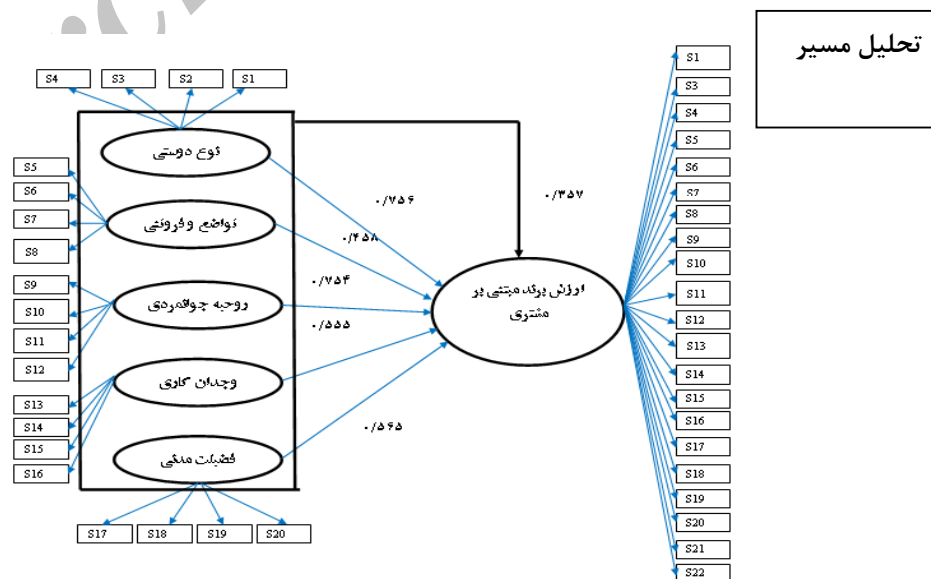 تحلیل مسیر
S4 S3 S2 S1
نوع دوستی
S5
S6
S7
S8
تواضع و فروتنی
S9
S10
S11
S12
روحیه جوانمردی
S13
S14
S15
S16
وجدان کاری
فضیلت مدنی
S17 S18 S19 S20
۰/۷۵۶
۰/۴۵۸
۰/۷۵۴
۰/۵۵۵
۰/۵۶۵
۰/۳۵۷
ارزش برند مبتنی بر
مشتری
S1
S3
S4
S5
S6
S7
S8
S9
S10
S11
S12
S13
S14
S15
S16
S17
S18
S19
S20
S21
S22